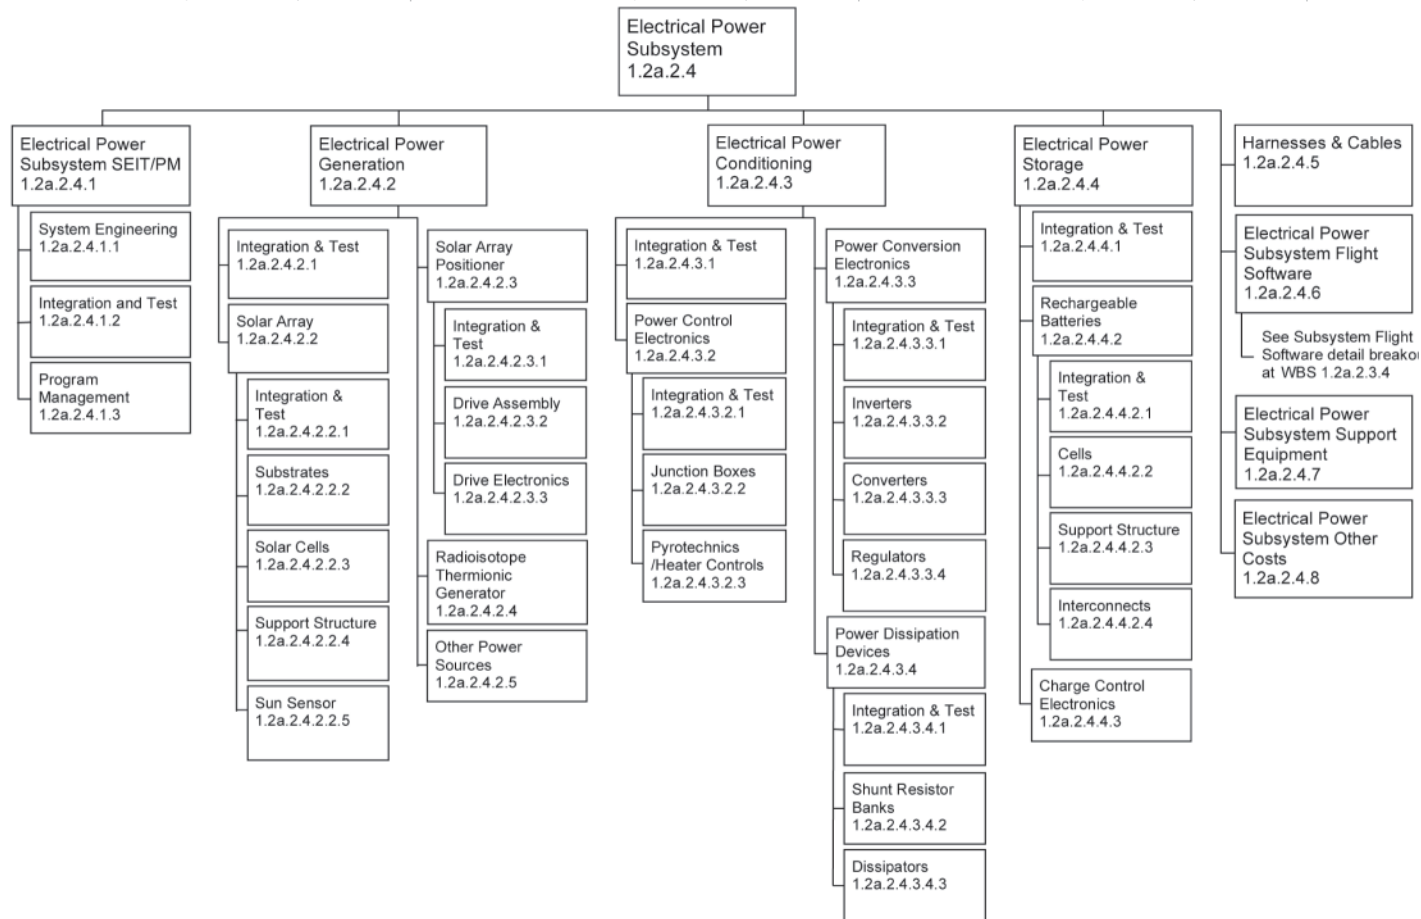 Electrical Power
Subsystem
1.2a.2.4
Electrical Power
Subsystem SEIT/PM
1.2a.2.4.1
System Engineering
1.2a.2.4.1.1
Integration and Test
1.2a.2.4.1.2
Program
Management
1.2a.2.4.1.3
Electrical Power
Generation
1.2a.2.4.2
Integration & Test
1.2a.2.4.2.1
Solar Array
1.2a.2.4.2.2
Integration &
Test
1.2a.2.4.2.2.1
Substrates
1.2a.2.4.2.2.2
Solar Cells
1.2a.2.4.2.2.3
Support Structure
1.2a.2.4.2.2.4
Sun Sensor
1.2a.2.4.2.2.5
Solar Array
Positioner
1.2a.2.4.2.3
Integration &
Test
1.2a.2.4.2.3.1
Drive Assembly
1.2a.2.4.2.3.2
Drive Electronics
1.2a.2.4.2.3.3
Radioisotope
Thermionic
Generator
1.2a.2.4.2.4
Other Power
Sources
1.2a.2.4.2.5
Electrical Power
Conditioning
1.2a.2.4.3
Integration & Test
1.2a.2.4.3.1
Power Control
Electronics
1.2a.2.4.3.2
Integration & Test
1.2a.2.4.3.2.1
Junction Boxes
1.2a.2.4.3.2.2
Pyrotechnics
/Heater Controls
1.2a.2.4.3.2.3
Power Conversion
Electronics
1.2a.2.4.3.3
Integration & Test
1.2a.2.4.3.3.1
Inverters
1.2a.2.4.3.3.2
Converters
1.2a.2.4.3.3.3
Regulators
1.2a.2.4.3.3.4
Power Dissipation
Devices
1.2a.2.4.3.4
Integration & Test
1.2a.2.4.3.4.1
Shunt Resistor
Banks
1.2a.2.4.3.4.2
Dissipators
1.2a.2.4.3.4.3
Electrical Power
Storage
1.2a.2.4.4
Integration & Test
1.2a.2.4.4.1
Rechargeable
Batteries
1.2a.2.4.4.2
Integration &
Test
1.2a.2.4.4.2.1
Cells
1.2a.2.4.4.2.2
Support Structure
1.2a.2.4.4.2.3
Interconnects
1.2a.2.4.4.2.4
Charge Control
Electronics
1.2a.2.4.4.3
Harnesses & Cables
1.2a.2.4.5
Electrical Power
Subsystem Flight
Software
1.2a.2.4.6
See Subsystem Flight
Software detail breakou
at WBS 1.2a.2.3.4
Electrical Power
Subsystem Support
Equipment
1.2a.2.4.7
Electrical Power
Subsystem Other
Costs
1.2a.2.4.8